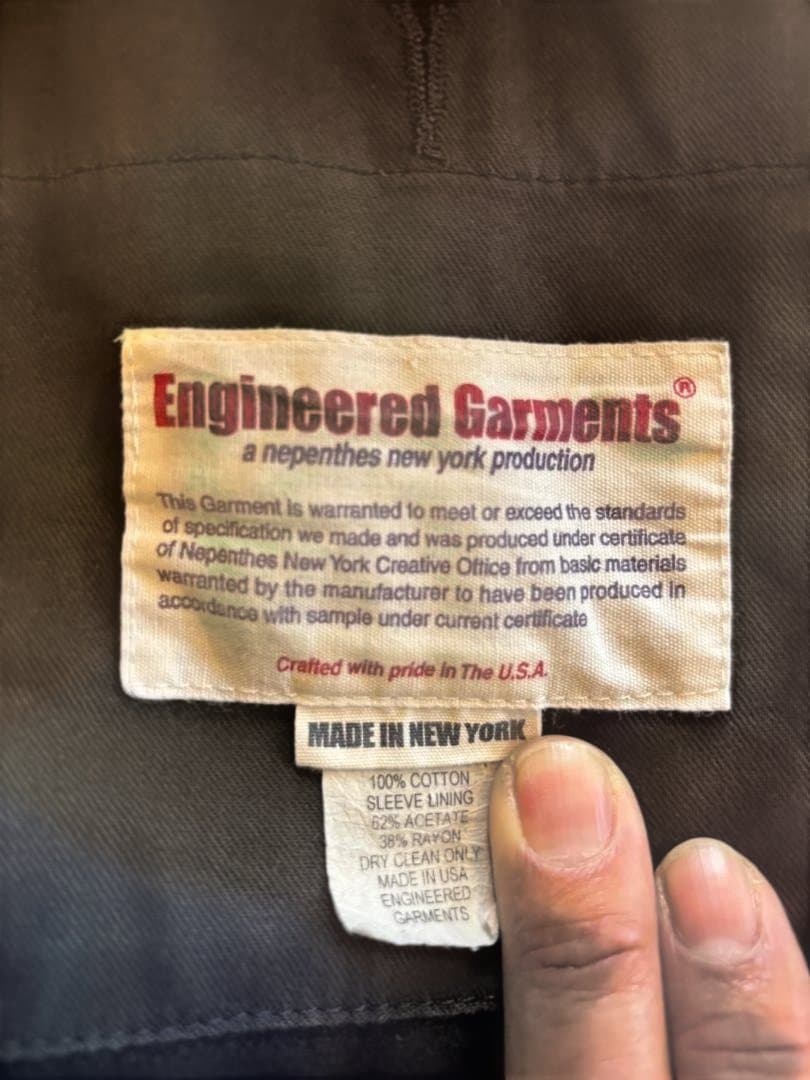 Engineered Garments®
a nepenthes new york production
This Garment is warranted to meet or exceed the standards
of specification we made and was produced under certificate
of Nepenthes New York Creative Office from basic materials
warranted by the manufacturer to have been produced in
accordance with sample under current certificate
Crafted with pride in The U.S.A.
MADE IN NEW YORK
100% COTTON
SLEEVE LINING
62% ACETATE
38% RAYON
DRY CLEAN ONLY
MADE IN USA
ENGINEERED
GARMENTS